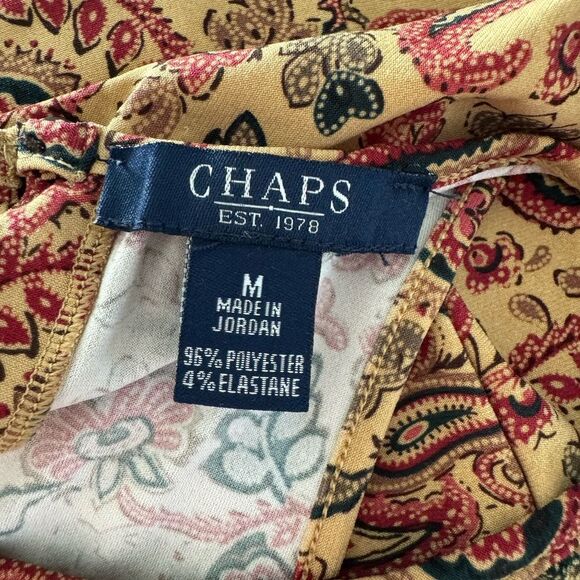 CHAPS
EST. 1978
M
MADE IN
JORDAN
96% POLYESTER
4% ELASTANE